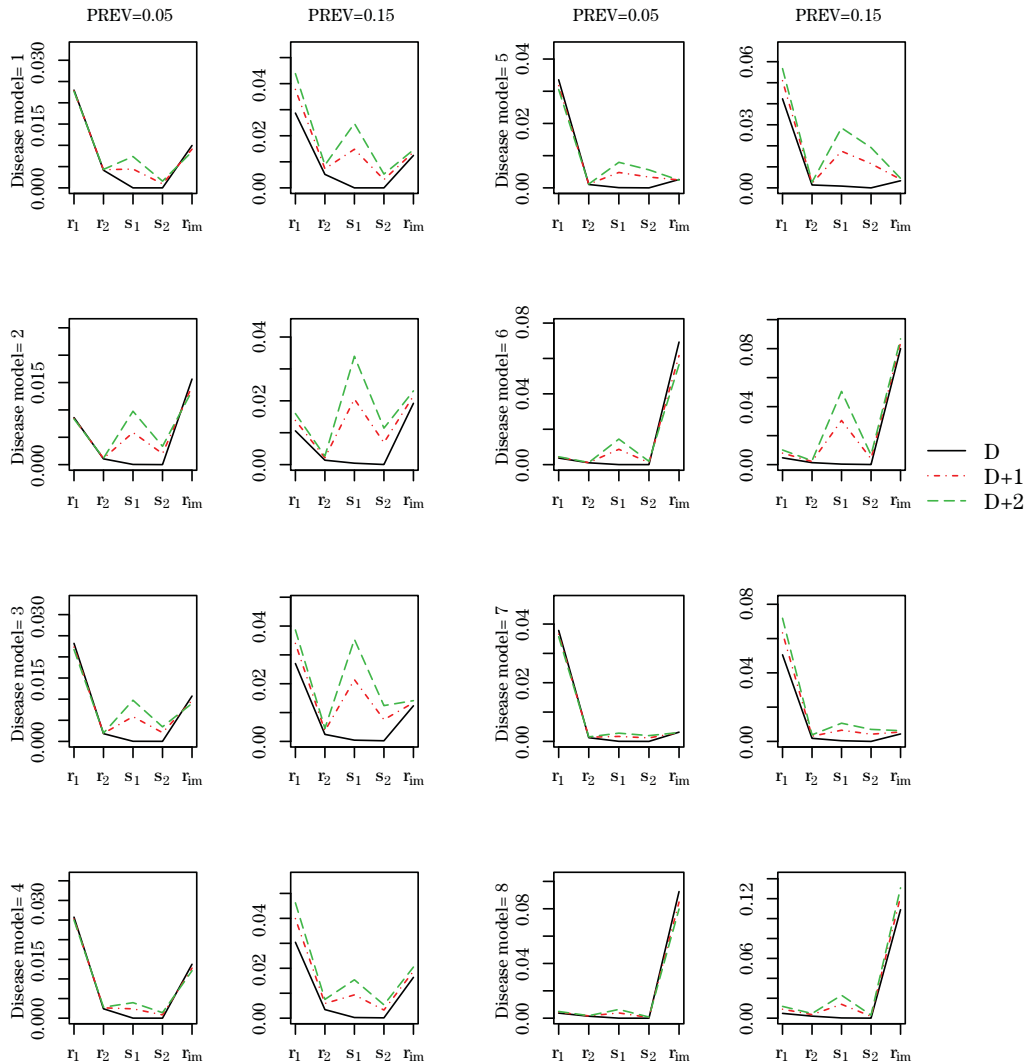 PREV=0.05 PREV=0.15 PREV=0.05 PREV=0.15
Disease model= 1
0.000 0.015 0.030
r1 r2 s1 s2 rim
0.00 0.02 0.04
r1 r2 s1 s2 rim
Disease model= 5
0.00 0.02 0.04
r1 r2 s1 s2 rim
0.00 0.03 0.06
r1 r2 s1 s2 rim
Disease model= 2
0.000 0.015
r1 r2 s1 s2 rim
0.00 0.02 0.04
r1 r2 s1 s2 rim
Disease model= 6
0.00 0.04 0.08
r1 r2 s1 s2 rim
0.00 0.04 0.08
r1 r2 s1 s2 rim
D
D+1
D+2
Disease model= 3
0.000 0.015 0.030
r1 r2 s1 s2 rim
0.00 0.02 0.04
r1 r2 s1 s2 rim
Disease model= 7
0.00 0.02 0.04
r1 r2 s1 s2 rim
0.00 0.04 0.08
r1 r2 s1 s2 rim
Disease model= 4
0.000 0.015 0.030
r1 r2 s1 s2 rim
0.00 0.02 0.04
r1 r2 s1 s2 rim
Disease model= 8
0.00 0.04 0.08
r1 r2 s1 s2 rim
0.00 0.06 0.12
r1 r2 s1 s2 rim